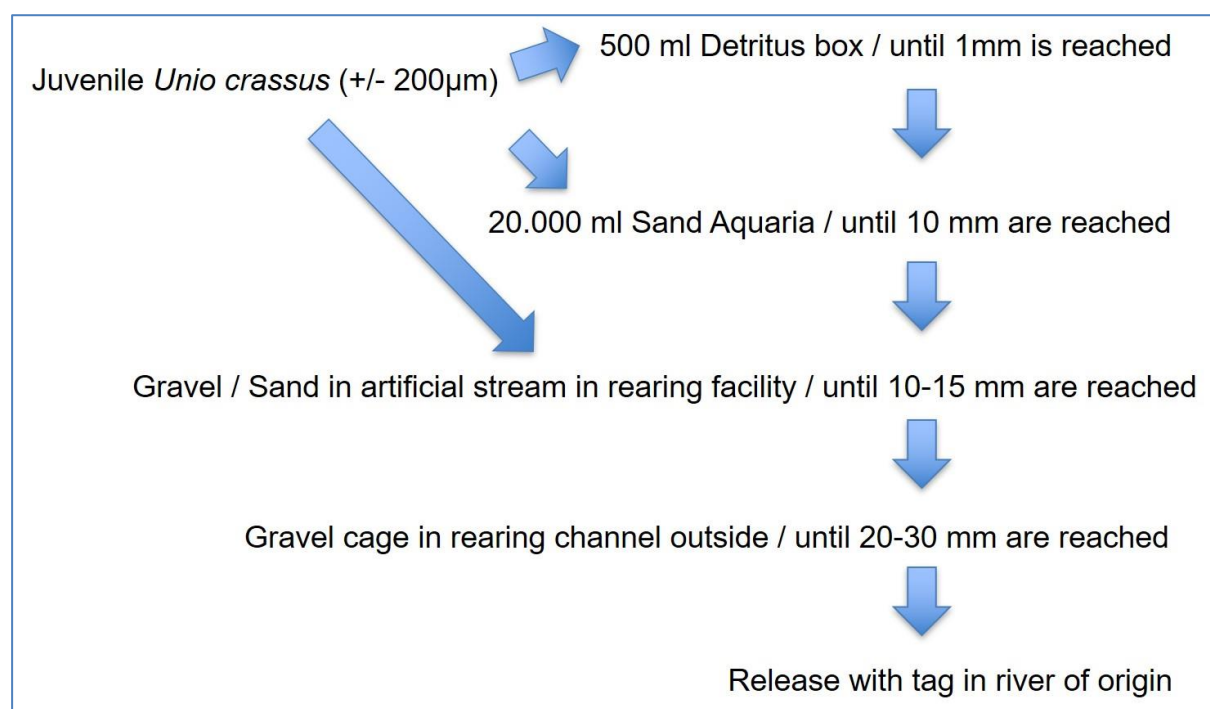 500 ml Detritus box / until 1mm is reached
Juvenile Unio crassus (+/- 200µm)
20.000 ml Sand Aquaria / until 10 mm are reached
Gravel / Sand in artificial stream in rearing facility / until 10-15 mm are reached
Gravel cage in rearing channel outside / until 20-30 mm are reached
Release with tag in river of origin